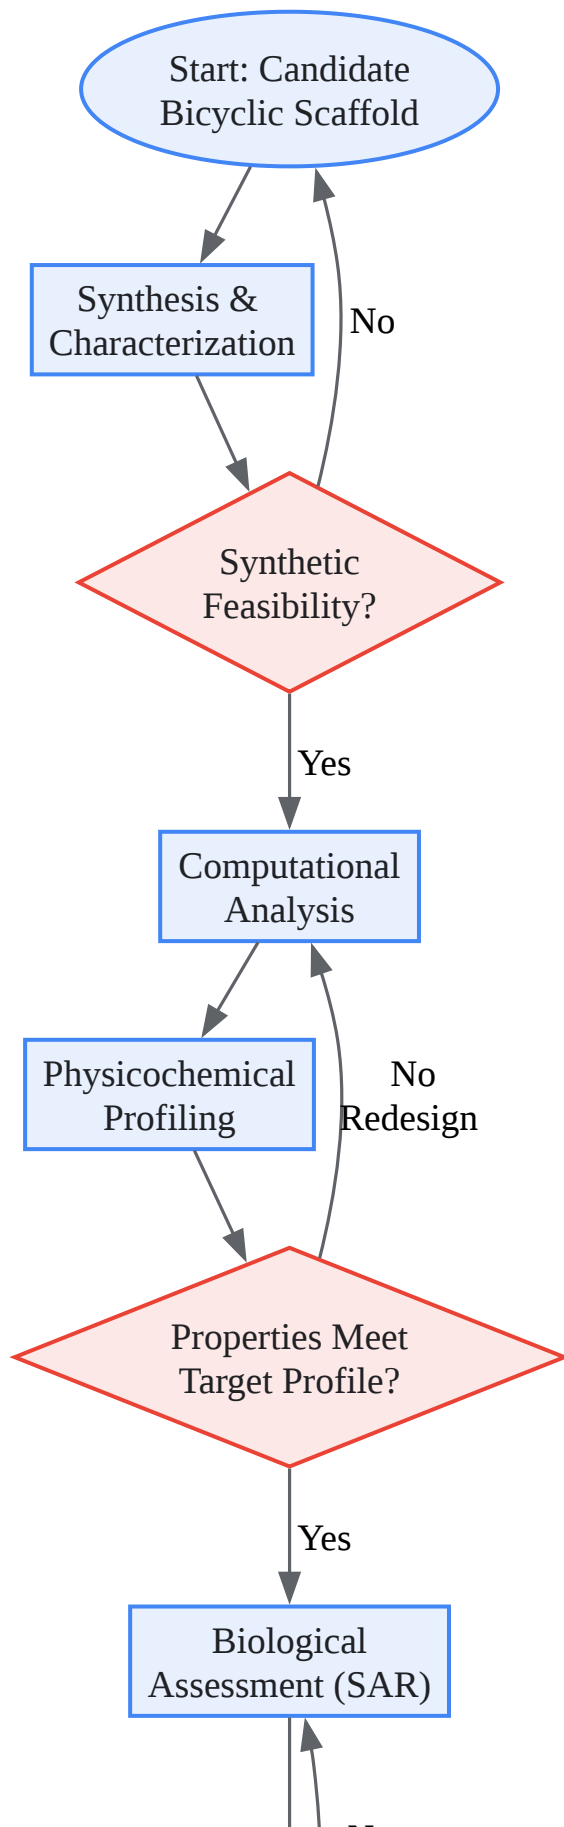 Start: Candidate
Bicyclic Scaffold
Synthesis &
Characterization
No
Synthetic
Feasibility?
Yes
Computational
Analysis
Physicochemical
Profiling
No
Redesign
Properties Meet
Target Profile?
Yes
Biological
Assessment (SAR)